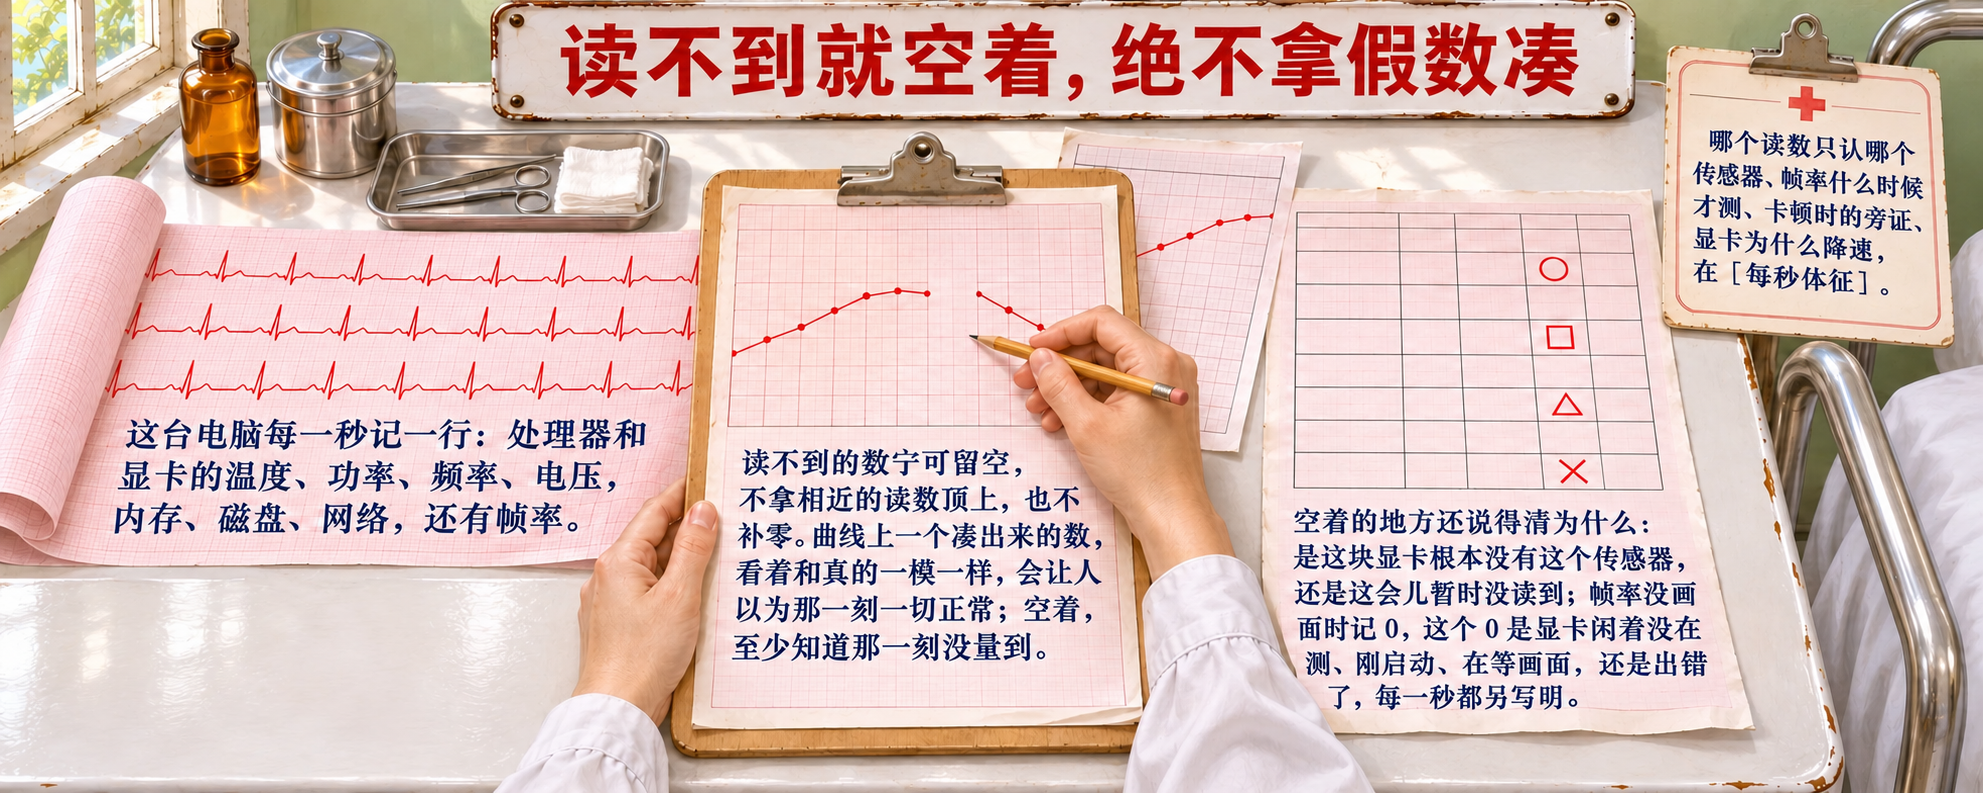 读不到就空着,绝不拿假数凑
这台电脑每一秒记一行：处理器和
显卡的温度、功率、频率、电压，
内存、磁盘、网络，还有帧率。
读不到的数宁可留空，
不拿相近的读数顶上，也不
补零。曲线上一个凑出来的数，
看着和真的一模一样，会让人
以为那一刻一切正常；空着，
至少知道那一刻没量到。
空着的地方还说得清为什么：
是这块显卡根本没有这个传感器，
还是这会儿暂时没读到；帧率没画
面时记 0，这个 0 是显卡闲着没在
测、刚启动、在等画面，还是出错
了，每一秒都另写明。
哪个读数只认哪个
传感器、帧率什么时候
才测、卡顿时的旁证、
显卡为什么降速，
在［每秒体征］。